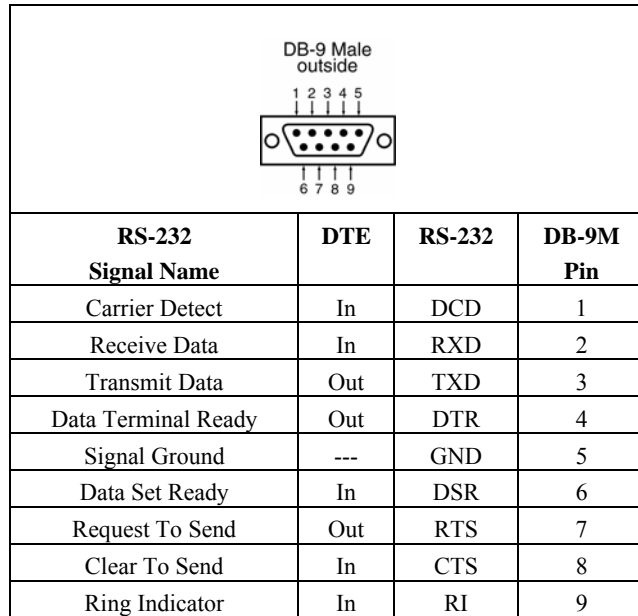 DB-9 Male
outside
1 2 3 4 5
6 7 8 9
RS-232 Signal Name DTE RS-232 DB-9M Pin
Carrier Detect In DCD 1
Receive Data In RXD 2
Transmit Data Out TXD 3
Data Terminal Ready Out DTR 4
Signal Ground --- GND 5
Data Set Ready In DSR 6
Request To Send Out RTS 7
Clear To Send In CTS 8
Ring Indicator In RI 9